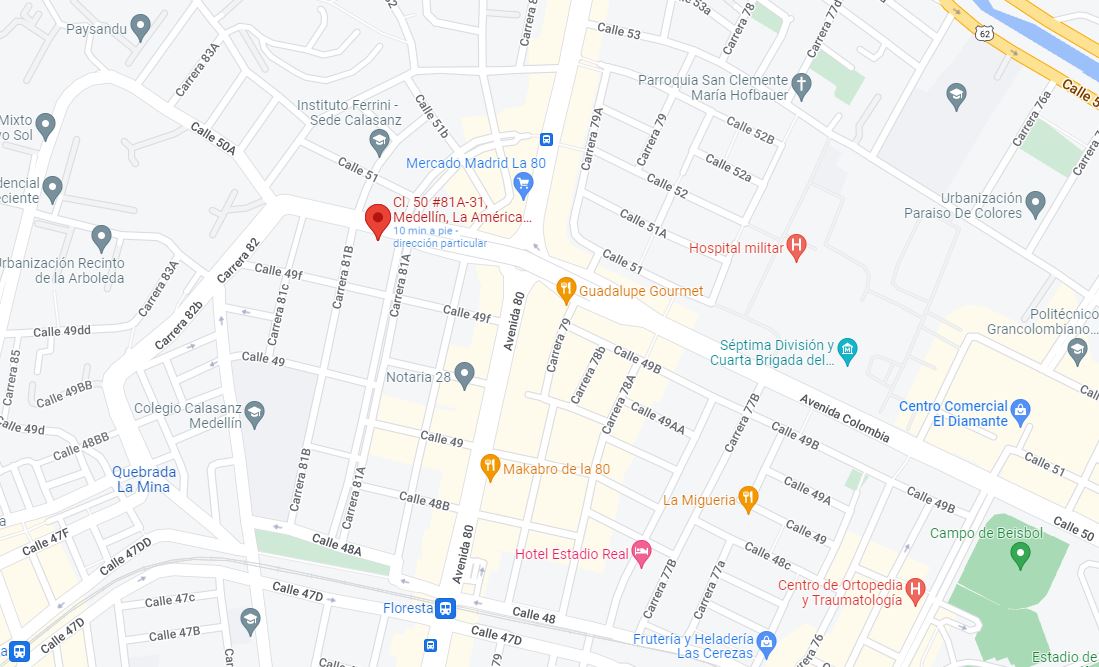 Paysandu
Carrera 83A
Carrera 8
Calle 53
53a
Carrera 78
Carrera 77d
62
Calle 5
Mixto
vo Sol
Instituto Ferrini -
Sede Calasanz
Calle 51b
Calle 50A
Calle 51
Parroquia San Clemente
María Hofbauer
Carrera 79A
Carrera 79
Calle 52B
Calle 52a
Calle 52
Carrera 76a
Carrera
Mercado Madrid La 80
dencial
eciente
Cl. 50 #81A-31,
Medellín, La América...
10 min a pie -
dirección particular
Calle 51A
Calle 51
Hospital militar
Urbanización
Paraiso De Colores
Urbanización Recinto
de la Arboleda
Carrera 82
Carrera 83A
Carrera 82b
Calle 49f
Carrera 81c
Carrera 81B
Carrera 81A
Calle 49f
Avenida 80
Guadalupe Gourmet
Carrera 79
Carrera 78b
Carrera 78A
Calle 49B
Séptima División y
Cuarta Brigada del...
Politécnico
Grancolombiano...
Calle 49dd
Carrera 85
Calle 49
Calle 49BB
Calle 49d
Calle 48BB
Notaria 28
Colegio Calasanz
Medellín
Calle 49AA
Carrera 77B
Calle 49B
Avenida Colombia
Centro Comercial
El Diamante
Calle 51
Quebrada
La Mina
Carrera 81B
Carrera 81A
Calle 49
Makabro de la 80
Calle 48B
La Migueria
Calle 49A
Calle 49
Calle 49B
Calle 50
a
Calle 47F
Calle 47DD
Calle 48A
Avenida 80
Hotel Estadio Real
Calle 48c
Campo de Beisbol
Calle 47c
Calle 47B
Calle 47D
Calle 47D
Floresta
Calle 48
Calle 47D
79
Carrera 77B
Carrera 77a
Centro de Ortopedia
y Traumatología
Carrera 76
Frutería y Heladería
Las Cerezas
Estadio de
a